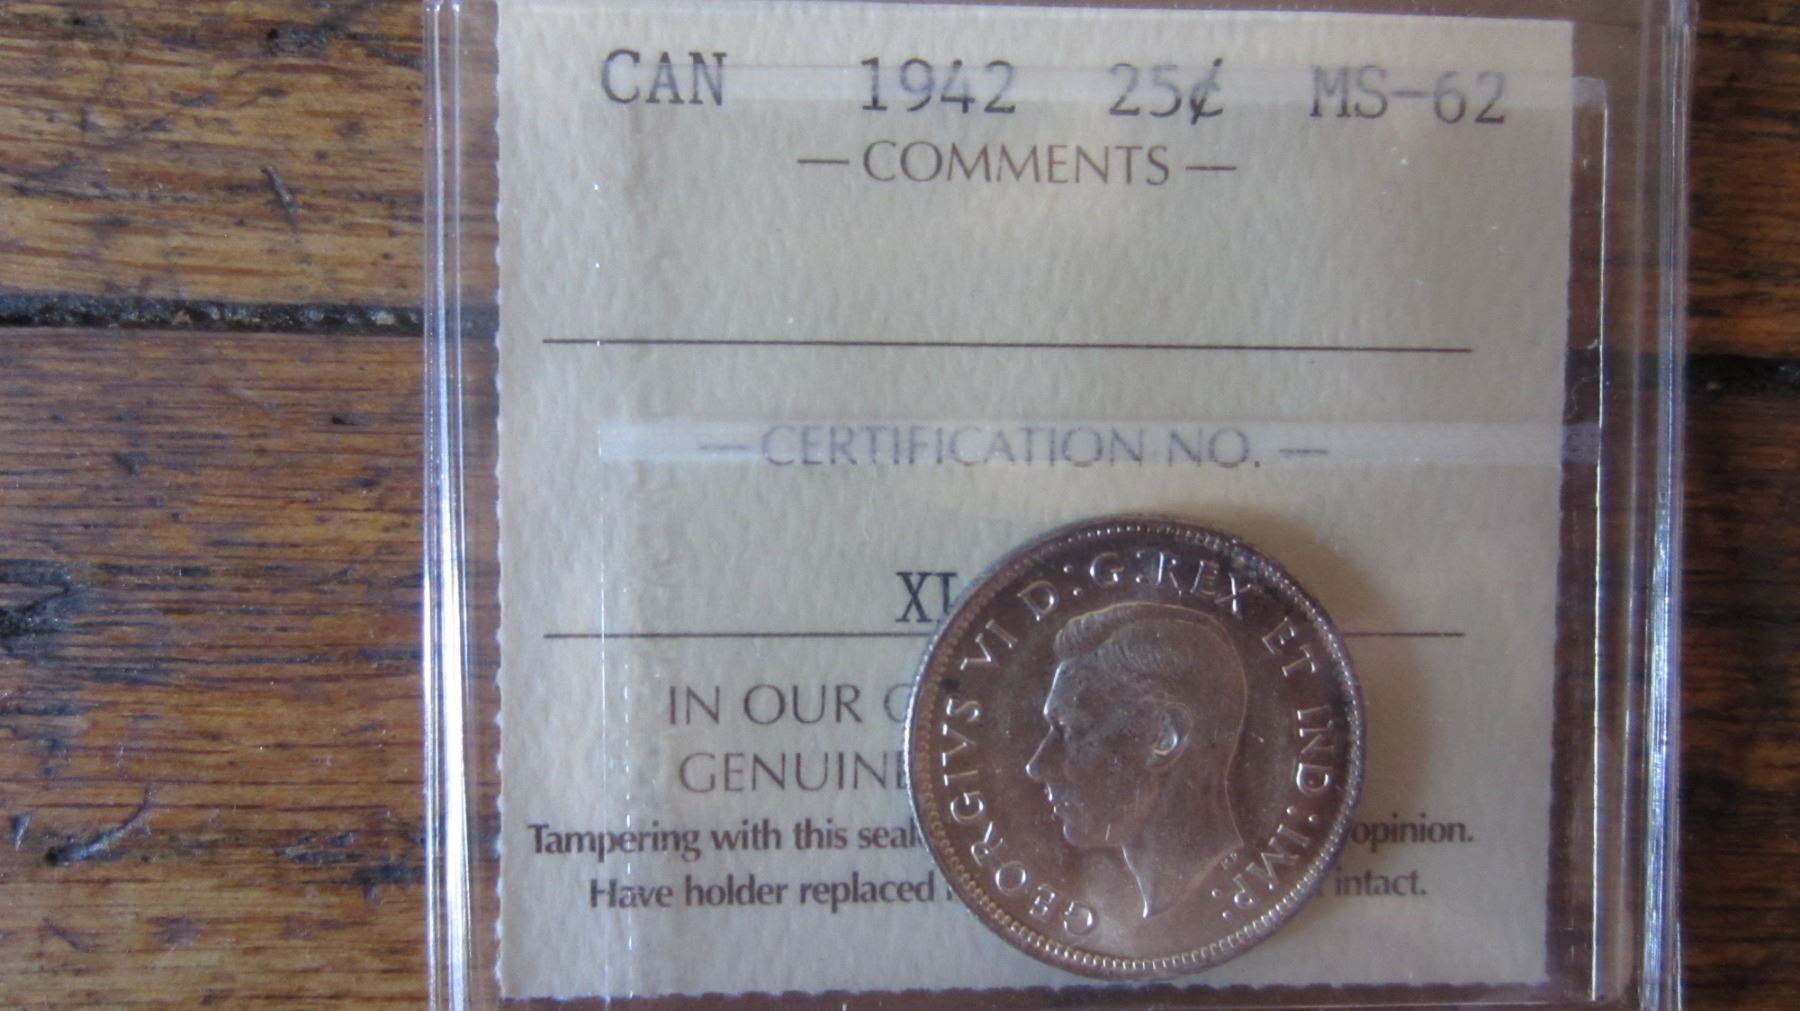 CAN 1942 25¢ MS-62
— COMMENTS —
— CERTIFICATION NO. —
IN OUR
GENUINE
Tampering with this seal opinion.
Have holder replaced intact.
GEORGIVS VI D:G:REX ET IND:IMP: